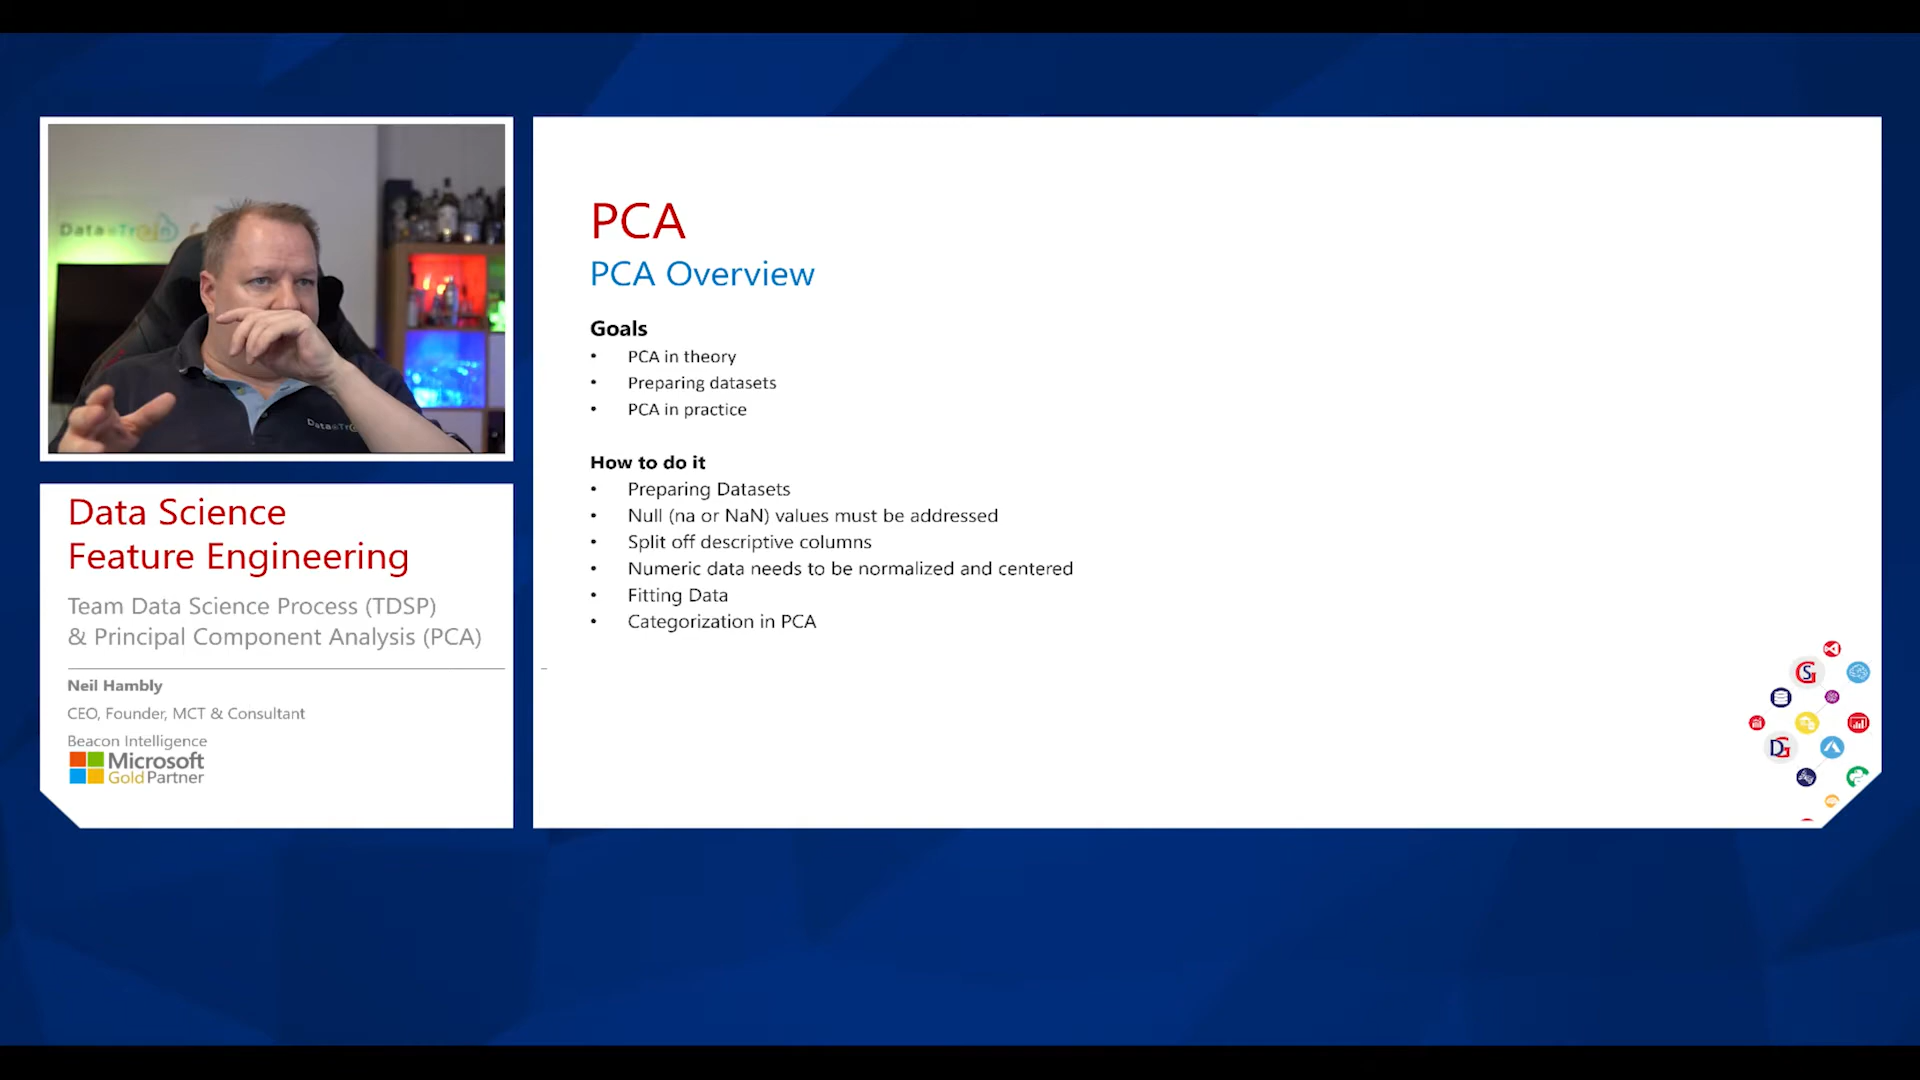 Data Tr
Data Science
Feature Engineering
Team Data Science Process (TDSP)
& Principal Component Analysis (PCA)
Neil Hambly
CEO, Founder, MCT & Consultant
Beacon Intelligence
Microsoft
Gold Partner
PCA
PCA Overview
Goals
• PCA in theory
• Preparing datasets
• PCA in practice
How to do it
• Preparing Datasets
• Null (na or NaN) values must be addressed
• Split off descriptive columns
• Numeric data needs to be normalized and centered
• Fitting Data
• Categorization in PCA